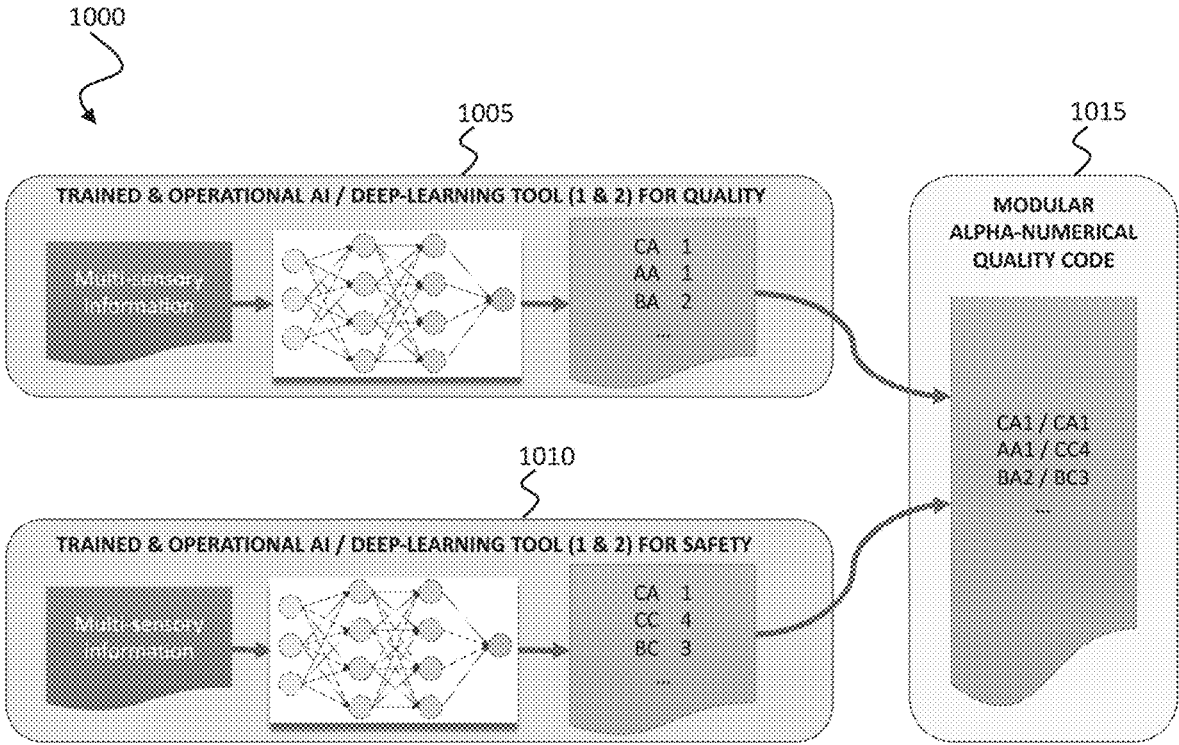 1000
1005
TRAINED & OPERATIONAL AI / DEEP-LEARNING TOOL (1 & 2) FOR QUALITY
Multi-sensory
information
CA 1
AA 1
BA 2
...
1010
TRAINED & OPERATIONAL AI / DEEP-LEARNING TOOL (1 & 2) FOR SAFETY
Multi-sensory
information
CA 1
CC 4
BC 3
...
1015
MODULAR
ALPHA-NUMERICAL
QUALITY CODE
CA1 / CA1
AA1 / CC4
BA2 / BC3
...